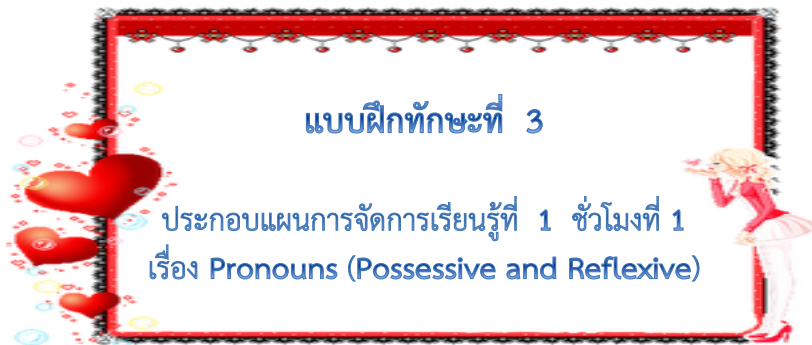 แบบฝึกทักษะที่ 3
ประกอบแผนการจัดการเรียนรู้ที่ 1 ชั่วโมงที่ 1
เรื่อง Pronouns (Possessive and Reflexive)